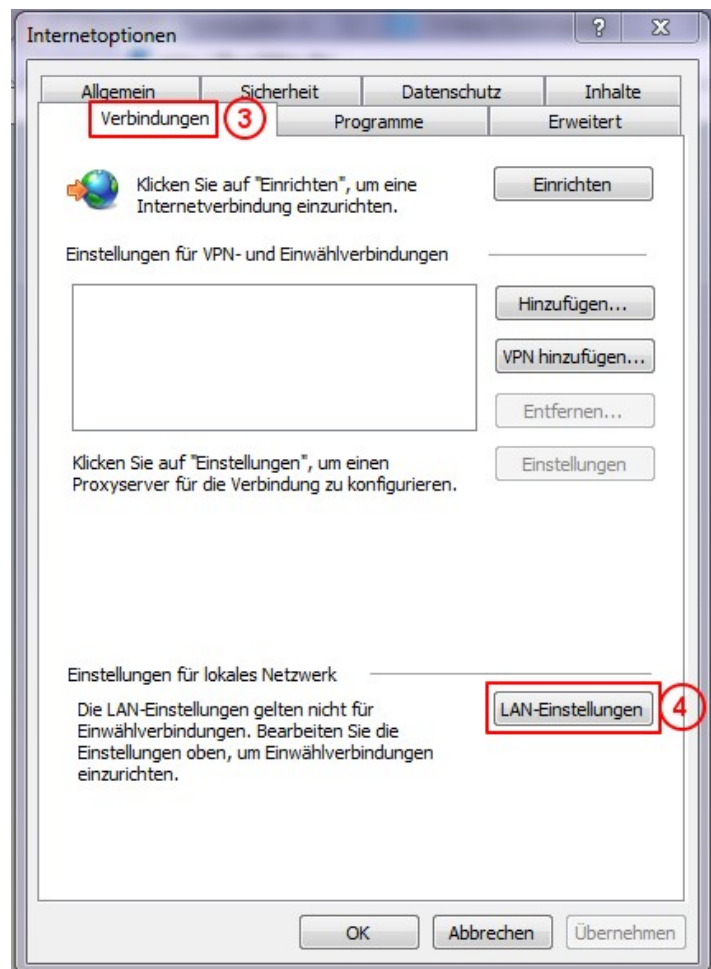 Internetoptionen
? X
Allgemein Sicherheit Datenschutz Inhalte
Verbindungen 3 Programme Erweitert
Klicken Sie auf "Einrichten", um eine
Internetverbindung einzurichten.
Einrichten
Einstellungen für VPN- und Einwählverbindungen
Hinzufügen...
VPN hinzufügen...
Entfernen...
Klicken Sie auf "Einstellungen", um einen
Proxyserver für die Verbindung zu konfigurieren.
Einstellungen
Einstellungen für lokales Netzwerk
Die LAN-Einstellungen gelten nicht für
Einwählverbindungen. Bearbeiten Sie die
Einstellungen oben, um Einwählverbindungen
einzurichten.
LAN-Einstellungen 4
OK Abbrechen Übernehmen